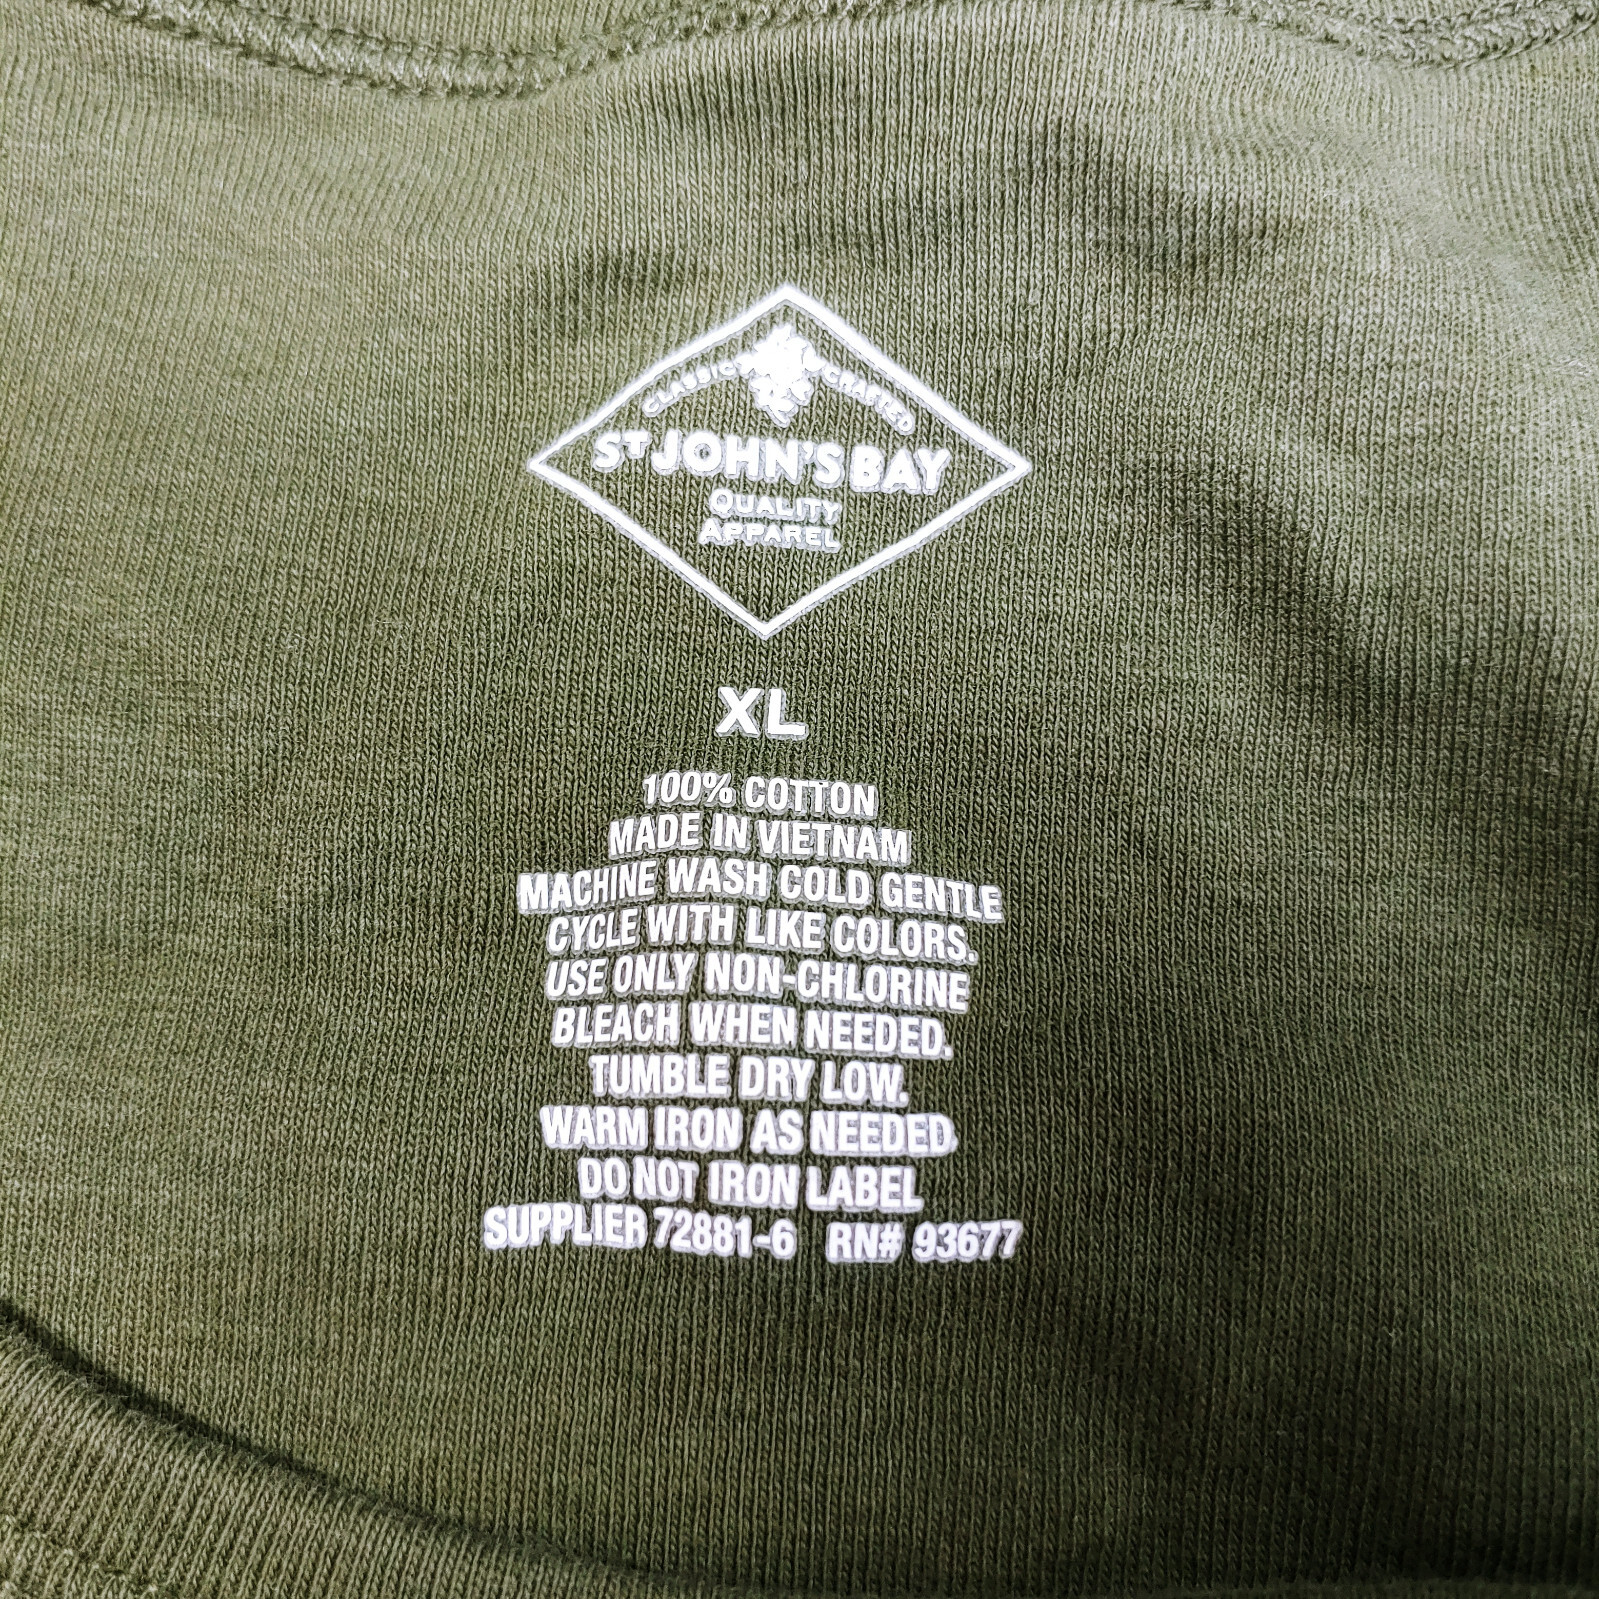 CLASSIC CRAFTED
ST JOHN'S BAY
QUALITY
APPAREL
XL
100% COTTON
MADE IN VIETNAM
MACHINE WASH COLD GENTLE
CYCLE WITH LIKE COLORS.
USE ONLY NON-CHLORINE
BLEACH WHEN NEEDED.
TUMBLE DRY LOW.
WARM IRON AS NEEDED
DO NOT IRON LABEL
SUPPLIER 72881-6 RN# 93677